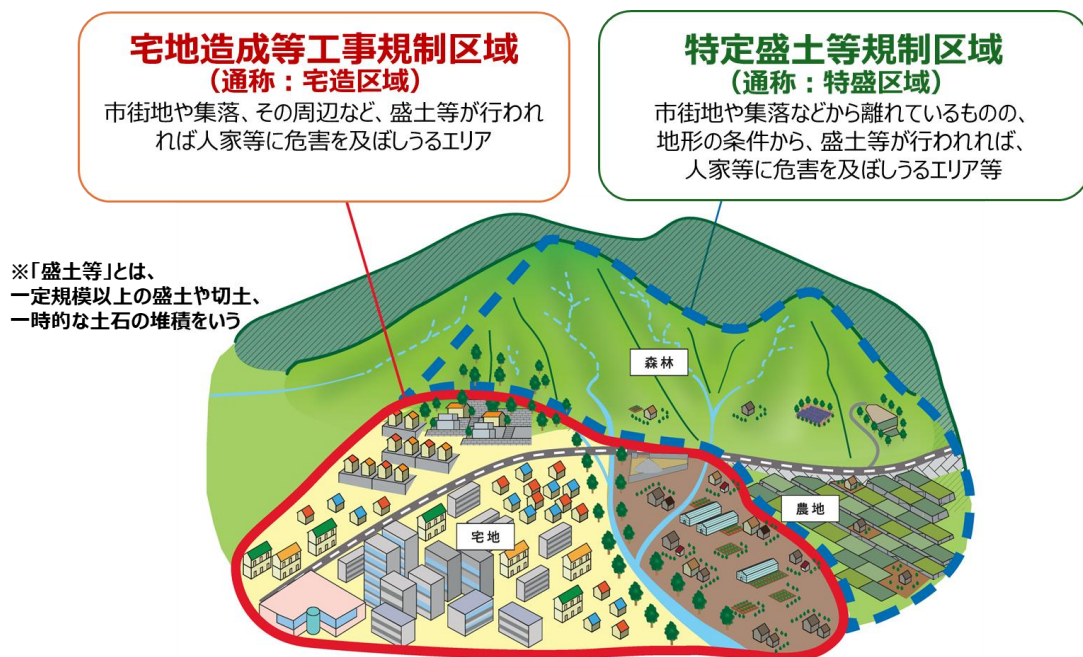 宅地造成等工事規制区域
(通称：宅造区域)
市街地や集落、その周辺など、盛土等が行われ
れば人家等に危害を及ぼしうるエリア
特定盛土等規制区域
(通称：特盛区域)
市街地や集落などから離れているものの、
地形の条件から、盛土等が行われれば、
人家等に危害を及ぼしうるエリア等
※「盛土等」とは、
一定規模以上の盛土や切土、
一時的な土石の堆積をいう
森林
農地
宅地